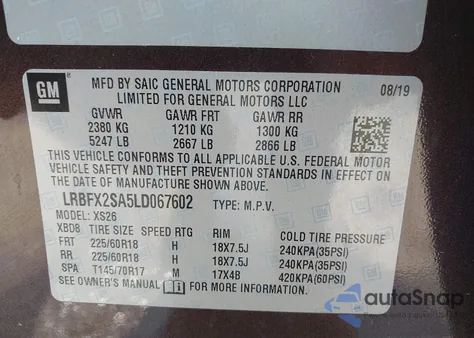 GM
MFD BY SAIC GENERAL MOTORS CORPORATION
LIMITED FOR GENERAL MOTORS LLC
08/19
GVWR GAWR FRT GAWR RR
2380 KG 1210 KG 1300 KG
5247 LB 2667 LB 2866 LB
THIS VEHICLE CONFORMS TO ALL APPLICABLE U.S. FEDERAL MOTOR
VEHICLE SAFETY AND THEFT PREVENTION STANDARDS IN EFFECT ON
THE DATE OF MANUFACTURE SHOWN ABOVE.
LRBFX2SA5LD067602 TYPE: M.P.V.
MODEL: XS26
XBD8 TIRE SIZE SPEED RTG RIM COLD TIRE PRESSURE
FRT 225/60R18 H 18X7.5J 240KPA(35PSI)
RR 225/60R18 H 18X7.5J 240KPA(35PSI)
SPA T145/70R17 M 17X4B 420KPA(60PSI)
SEE OWNER'S MANUAL FOR MORE INFORMATION.
autoSnap